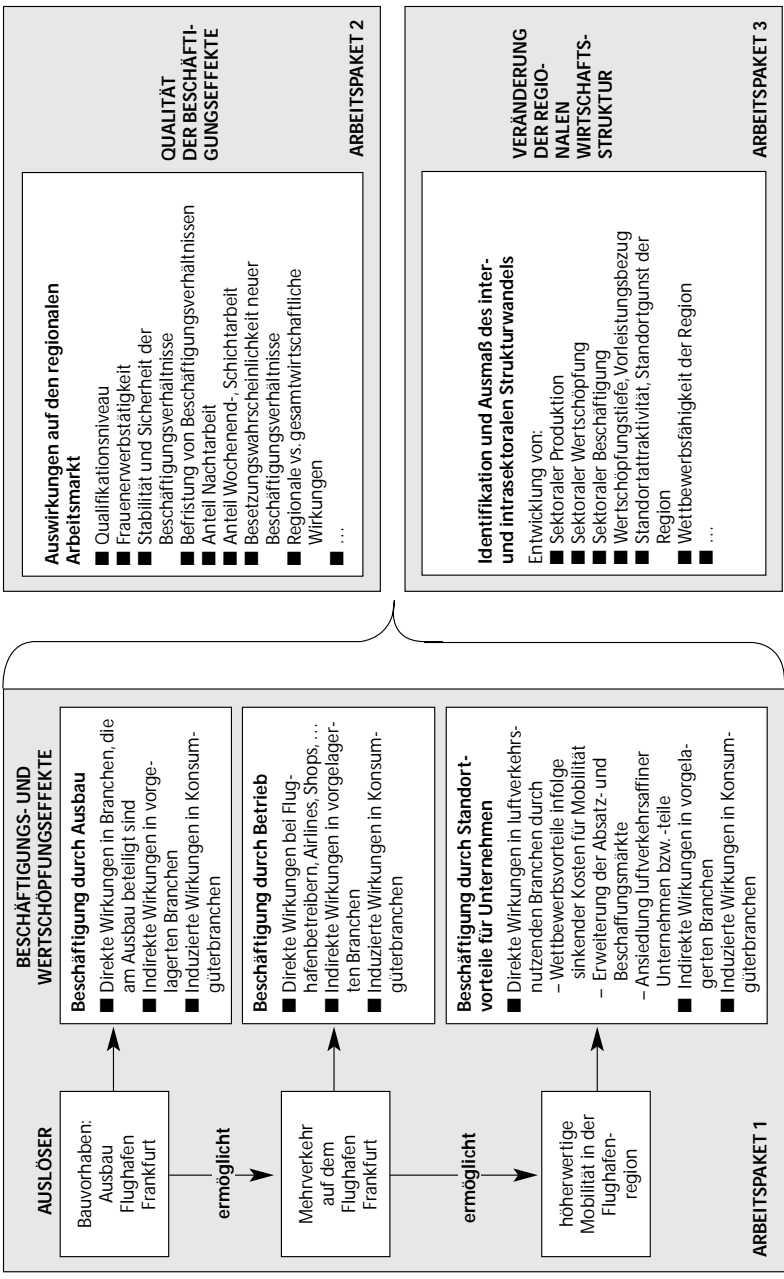 AUSLÖSER
Bauvorhaben:
Ausbau
Flughafen
Frankfurt
ermöglicht
Mehrverkehr
auf dem
Flughafen
Frankfurt
ermöglicht
höherwertige
Mobilität in der
Flughafen-
region
ARBEITSPAKET 1
BESCHÄFTIGUNGS- UND
WERTSCHÖPFUNGSEFFEKTE
Beschäftigung durch Ausbau
■ Direkte Wirkungen in Branchen, die
am Ausbau beteiligt sind
■ Indirekte Wirkungen in vorge-
lagerten Branchen
■ Induzierte Wirkungen in Konsum-
güterbranchen
Beschäftigung durch Betrieb
■ Direkte Wirkungen bei Flug-
hafenbetreibern, Airlines, Shops, …
■ Indirekte Wirkungen in vorgelager-
ten Branchen
■ Induzierte Wirkungen in Konsum-
güterbranchen
Beschäftigung durch Standort-
vorteile für Unternehmen
■ Direkte Wirkungen in luftverkehrs-
nutzenden Branchen durch
– Wettbewerbsvorteile infolge
sinkender Kosten für Mobilität
– Erweiterung der Absatz- und
Beschaffungsmärkte
– Ansiedlung luftverkehrsaffiner
Unternehmen bzw. -teile
■ Indirekte Wirkungen in vorgela-
gerten Branchen
■ Induzierte Wirkungen in Konsum-
güterbranchen
Auswirkungen auf den regionalen
Arbeitsmarkt
■ Qualifikationsniveau
■ Frauenerwerbstätigkeit
■ Stabilität und Sicherheit der
Beschäftigungsverhältnisse
■ Befristung von Beschäftigungsverhältnissen
■ Anteil Nachtarbeit
■ Anteil Wochenend-, Schichtarbeit
■ Besetzungswahrscheinlichkeit neuer
Beschäftigungsverhältnisse
■ Regionale vs. gesamtwirtschaftliche
Wirkungen
■ …
QUALITÄT
DER BESCHÄFTI-
GUNGSEFFEKTE
ARBEITSPAKET 2
Identifikation und Ausmaß des inter-
und intrasektoralen Strukturwandels
Entwicklung von:
■ Sektoraler Produktion
■ Sektoraler Wertschöpfung
■ Sektoraler Beschäftigung
■ Wertschöpfungstiefe, Vorleistungsbezug
■ Standortattraktivität, Standortgunst der
Region
■ Wettbewerbsfähigkeit der Region
■ …
VERÄNDERUNG
DER REGIO-
NALEN
WIRTSCHAFTS-
STRUKTUR
ARBEITSPAKET 3